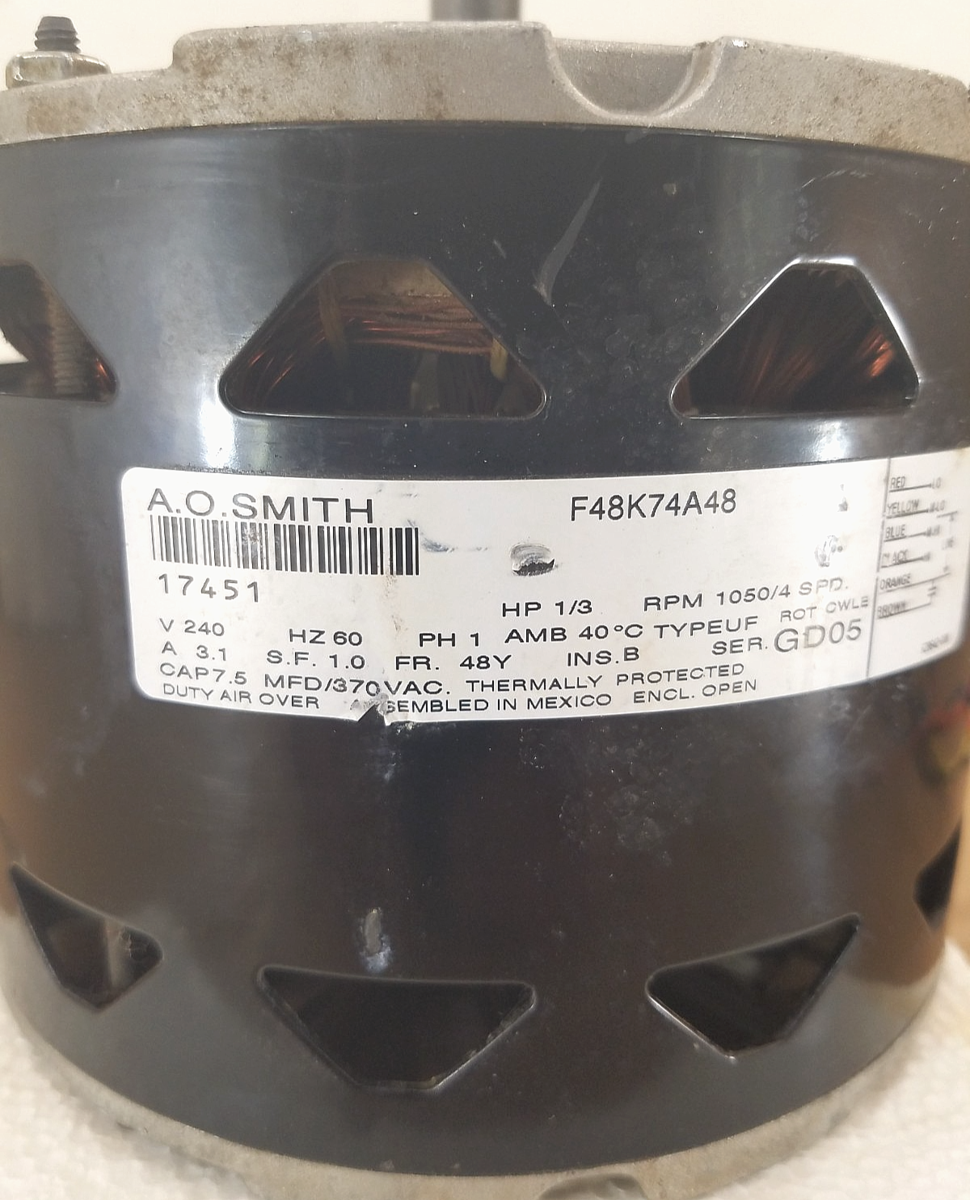 A.O.SMITH
F48K74A48
17451
HP 1/3 RPM 1050/4 SPD.
V 240 HZ 60 PH 1 AMB 40°C TYPEUF ROT CWLE
A 3.1 S.F. 1.0 FR. 48Y INS.B SER. GD05
CAP7.5 MFD/370VAC. THERMALLY PROTECTED
DUTY AIR OVER SEMBLED IN MEXICO ENCL. OPEN
RED
YELLOW
BLUE
ORANGE
BROWN